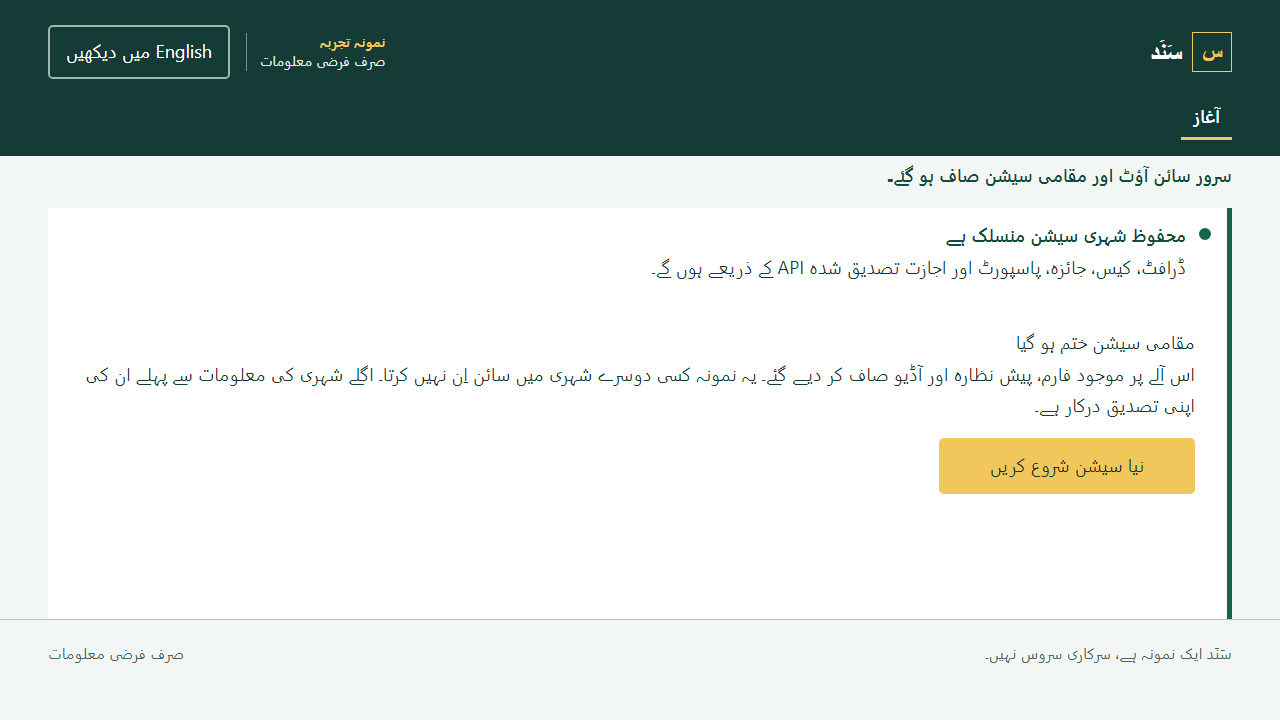 س
سَنَد
نمونہ تجربہ
صرف فرضی معلومات
English میں دیکھیں
آغاز
سرور سائن آؤٹ اور مقامی سیشن صاف ہو گئے۔
محفوظ شہری سیشن منسلک ہے
ڈرافٹ، کیس، جائزہ، پاسپورٹ اور اجازت تصدیق شدہ API کے ذریعے ہوں گے۔
مقامی سیشن ختم ہو گیا
اس آلے پر موجود فارم، پیش نظارہ اور آڈیو صاف کر دیے گئے۔ یہ نمونہ کسی دوسرے شہری میں سائن اِن نہیں کرتا۔ اگلے شہری کی معلومات سے پہلے ان کی
اپنی تصدیق درکار ہے۔
نیا سیشن شروع کریں
سَنَد ایک نمونہ ہے، سرکاری سروس نہیں۔
صرف فرضی معلومات